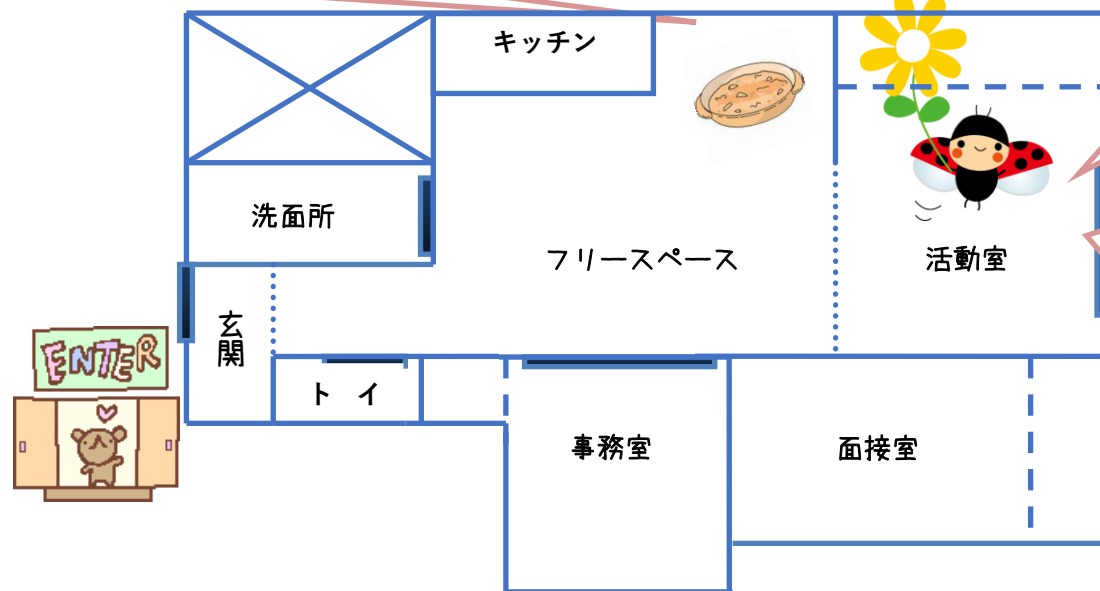 キッチン
洗面所
フリースペース
活動室
玄関
ENTER
ト イ
事務室
面接室